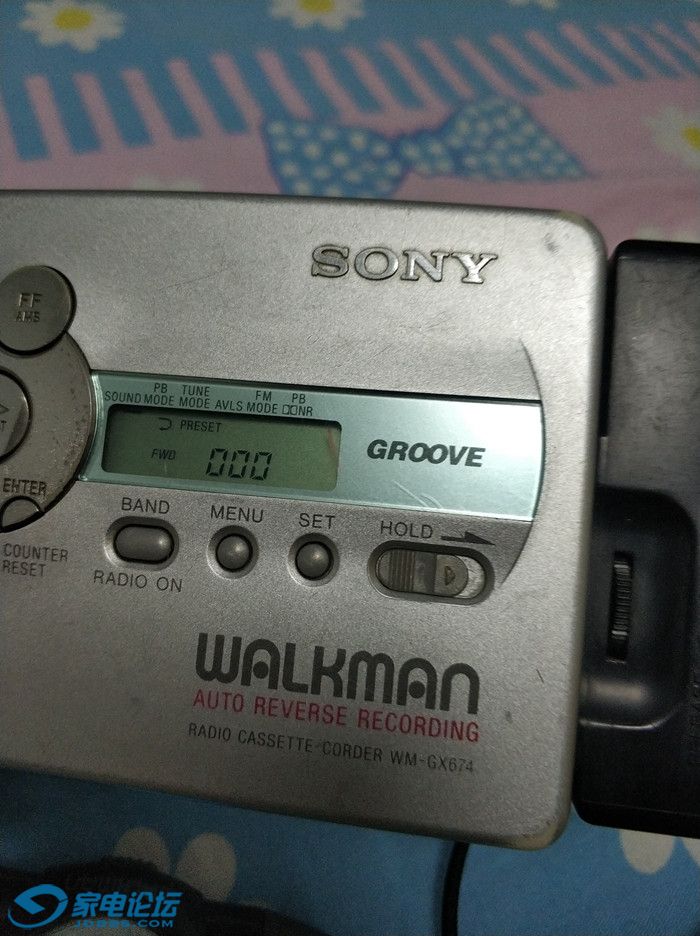 SONY
FF
AMS
PB TUNE FM PB
SOUND MODE MODE AVLS MODE NR
PRESET
FWD 000
GROOVE
ENTER
BAND MENU SET HOLD
COUNTER
RESET
RADIO ON
WALKMAN
AUTO REVERSE RECORDING
RADIO CASSETTE-CORDER WM-GX674
家电论坛
JDBBS.COM